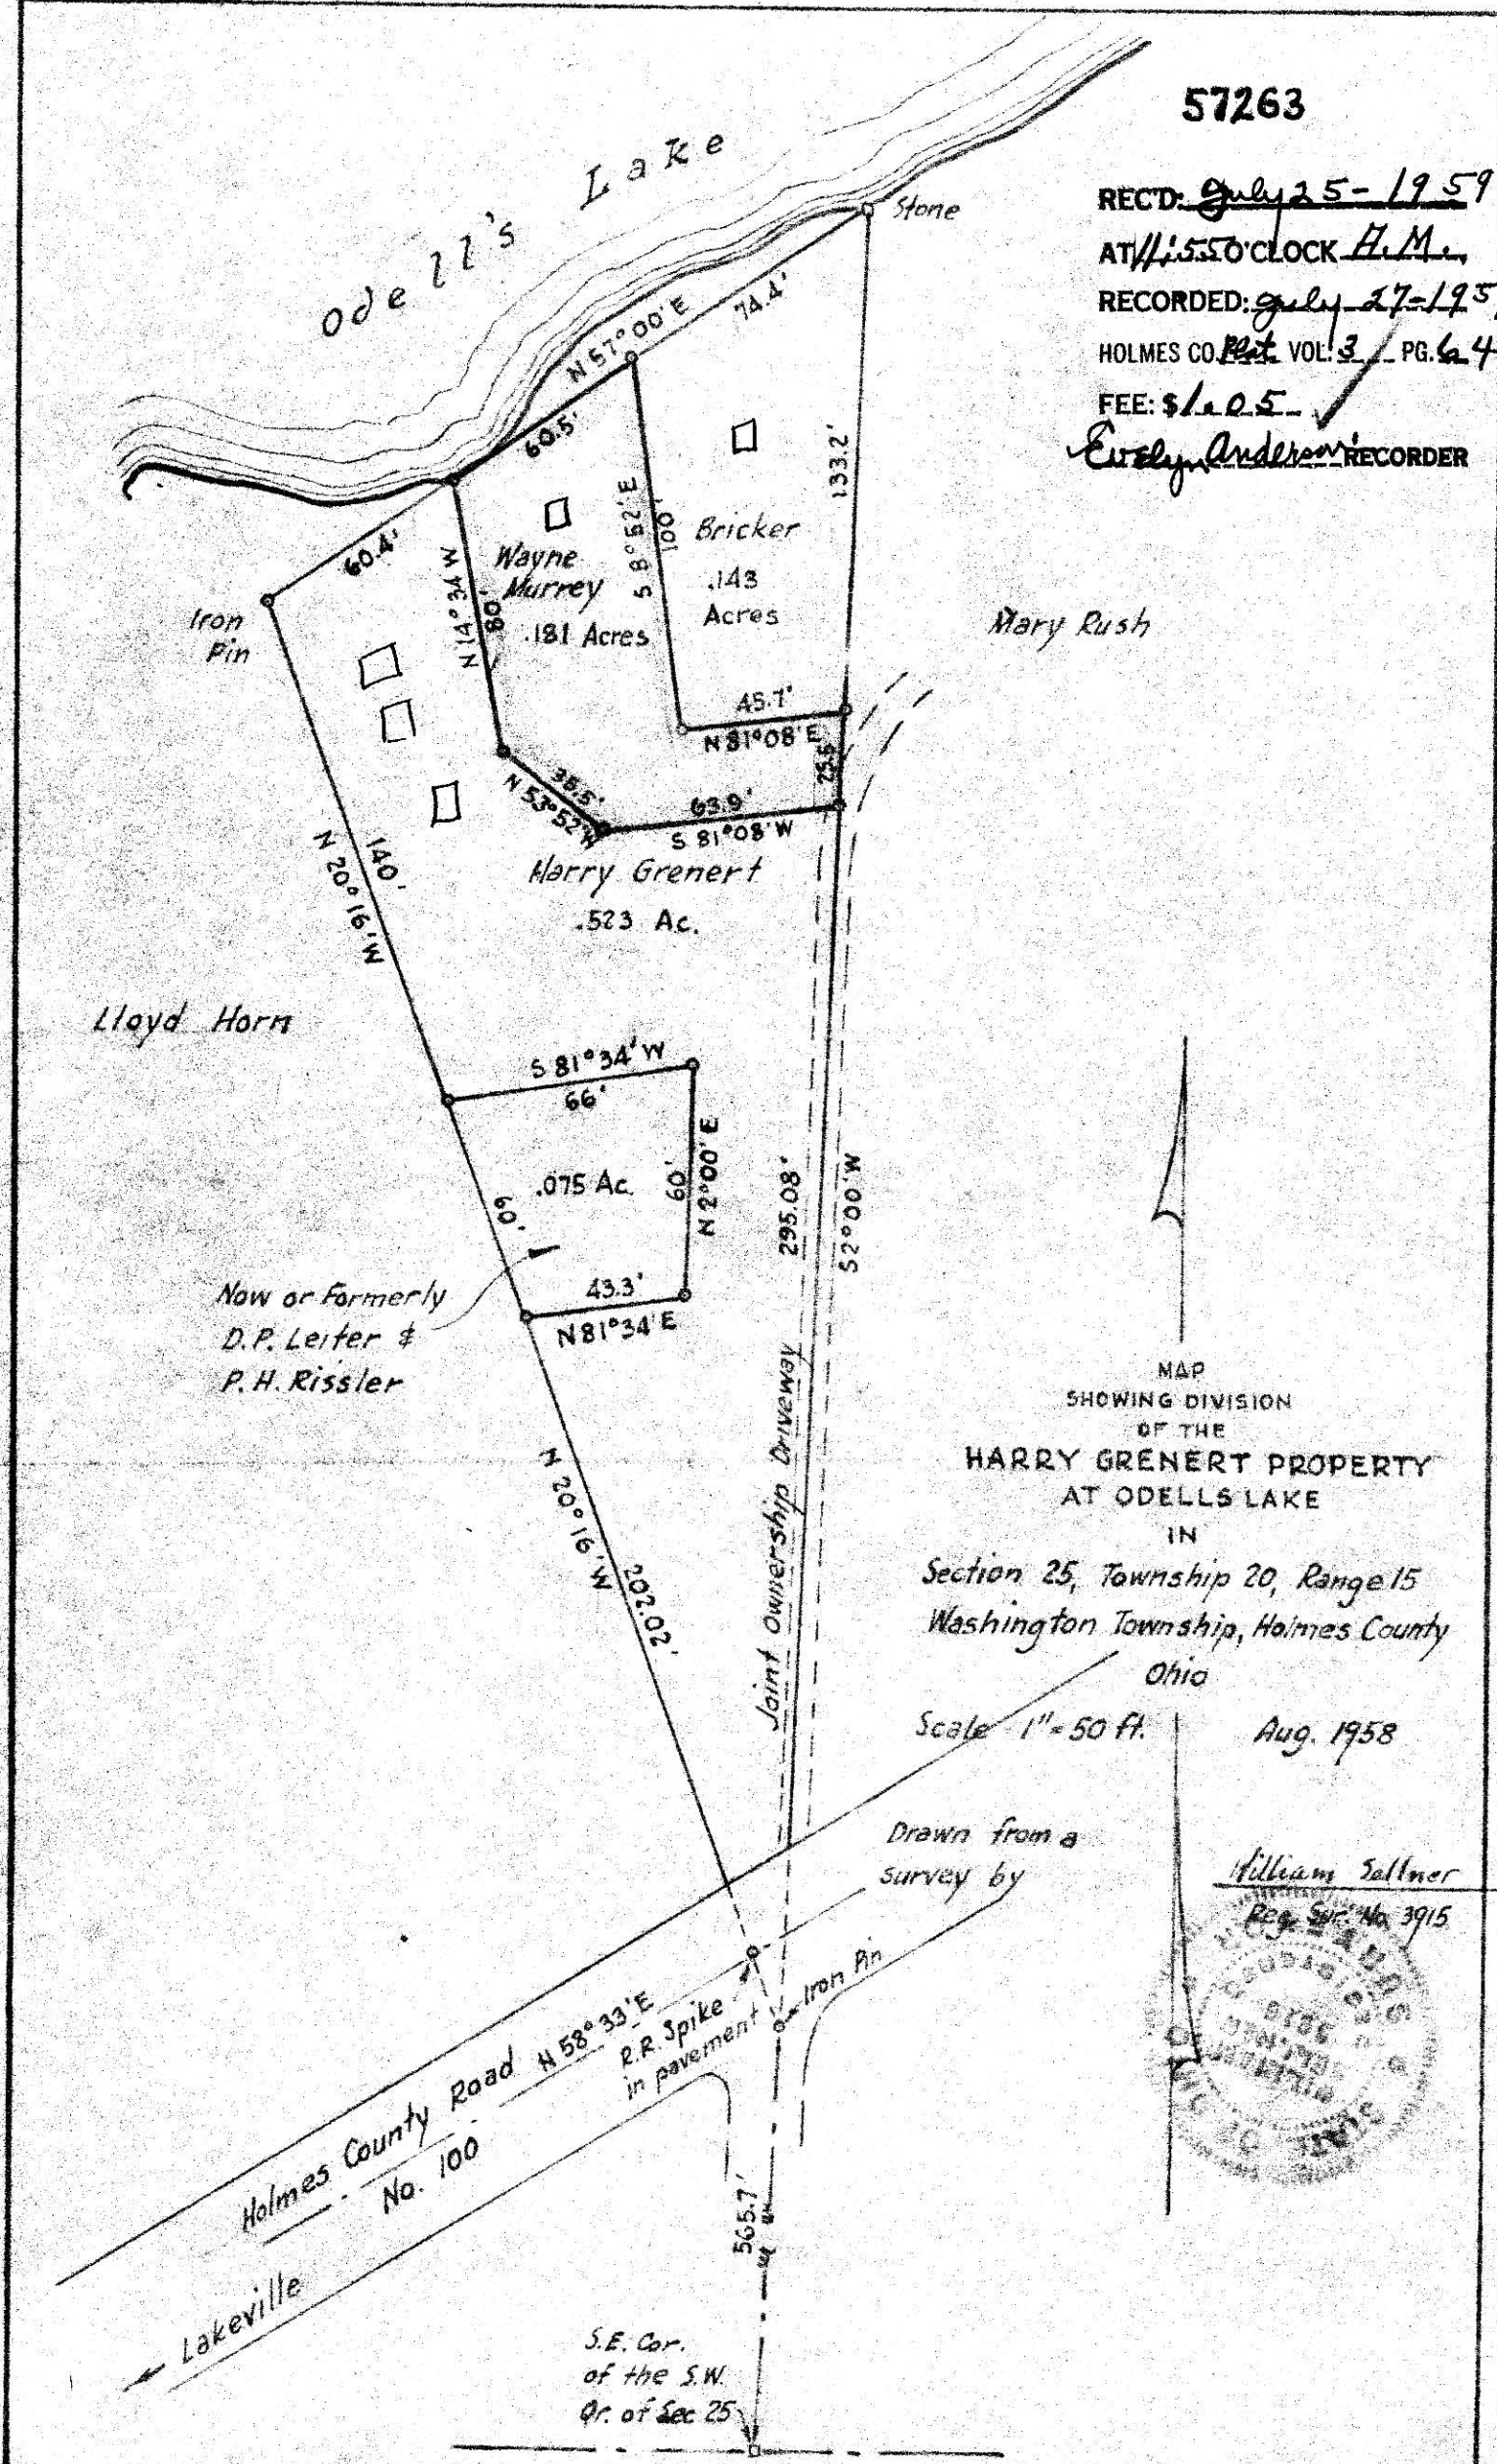 57263
REC'D: July 25-1959
AT 11:55 O'CLOCK A.M.
RECORDED: July 27-195
HOLMES CO. Plat VOL. 3 PG. 64
FEE: $1.05
Evelyn Anderson RECORDER
Odell's Lake
Stone
N 57°00'E
74.4'
60.5'
60.4'
133.2'
S 8°52'E
100'
Bricker
.143
Acres
Wayne
Murrey
.181 Acres
N 14°34 W
80'
Iron
Pin
Mary Rush
45.7'
N 81°08'E
25.6
63.9'
S 81°08'W
N 53°52'W
Harry Grenert
.523 Ac.
140'
N 20°16'W
Lloyd Horn
S 81°34'W
66'
.075 Ac.
60'
60'
N 2°00'E
43.3'
N 81°34'E
Now or Formerly
D.P. Leiter &
P. H. Rissler
295.08'
S 2°00'W
Joint Ownership Driveway
N 20°16'W
202.02'
MAP
SHOWING DIVISION
OF THE
HARRY GRENERT PROPERTY
AT ODELLS LAKE
IN
Section 25, Township 20, Range 15
Washington Township, Holmes County
Ohio
Scale 1"=50 ft.
Aug. 1958
Drawn from a
survey by
William Sellner
Reg. Sur. No. 3915
Iron Pin
R.R. Spike
in pavement
Holmes County Road N 58°33'E
No. 100
Lakeville
565.7'
S.E. Cor.
of the S.W.
Qr. of Sec 25